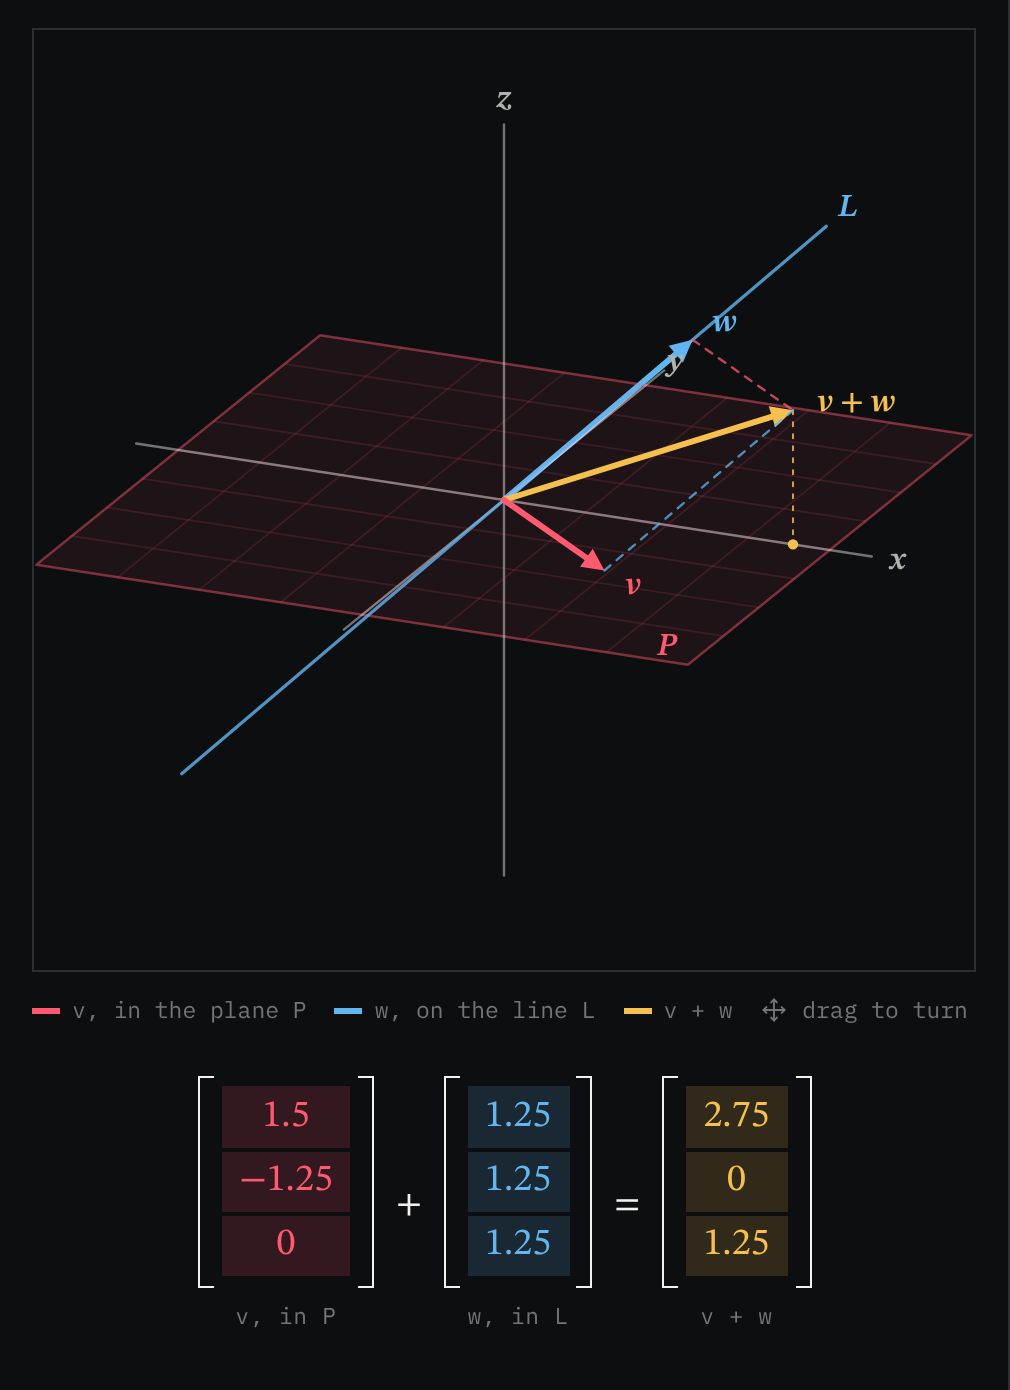 z
L
w
y
v + w
x
v
P
v, in the plane P w, on the line L v + w drag to turn
1.5 1.25 2.75
−1.25 + 1.25 = 0
0 1.25 1.25
v, in P w, in L v + w